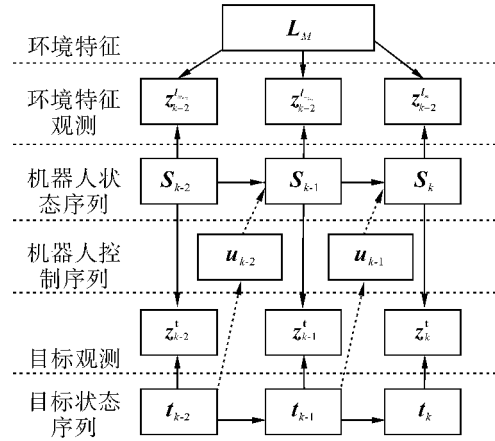 环境特征
L_M
环境特征
观测
z_{k-2} z_{k-2} z_{k-2}
机器人状
态序列
S_{k-2} S_{k-1} S_k
机器人控
制序列
u_{k-2} u_{k-1}
目标观测
z^t_{k-2} z^t_{k-1} z^t_k
目标状态
序列
t_{k-2} t_{k-1} t_k